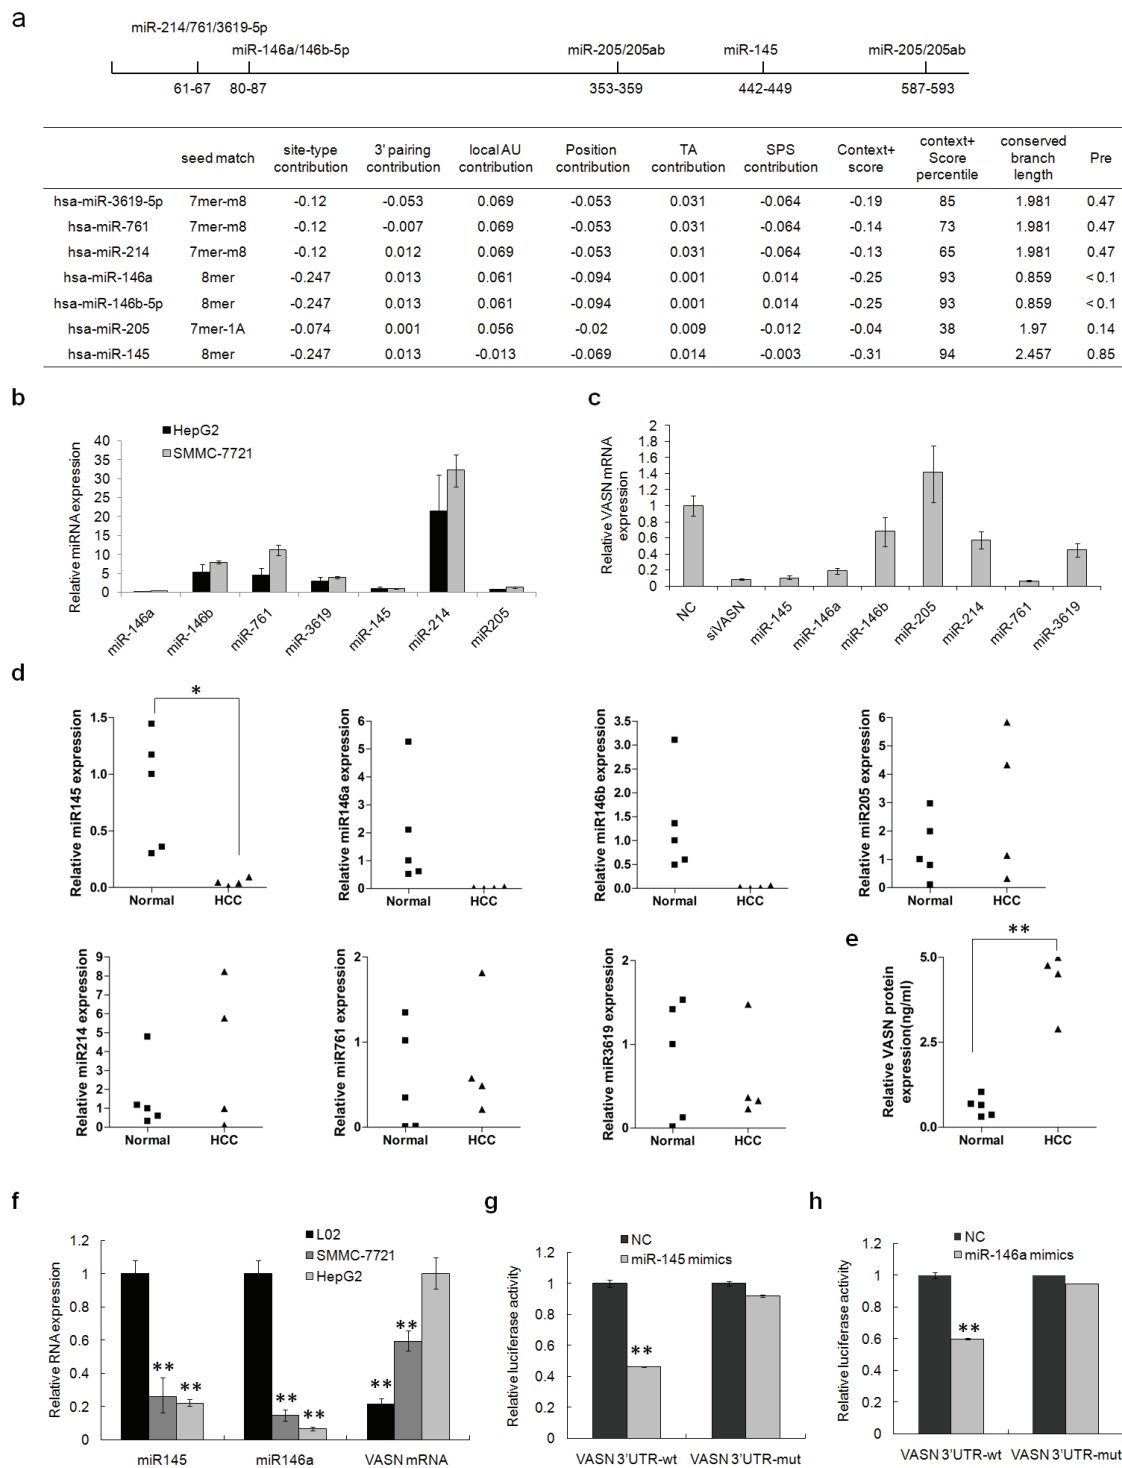 a
miR-214/761/3619-5p
miR-146a/146b-5p
miR-205/205ab
miR-145
miR-205/205ab
61-67
80-87
353-359
442-449
587-593
seed match site-type contribution 3' pairing contribution local AU contribution Position contribution TA contribution SPS contribution Context+ score context+ Score percentile conserved branch length Pre
hsa-miR-3619-5p 7mer-m8 -0.12 -0.053 0.069 -0.053 0.031 -0.064 -0.19 85 1.981 0.47
hsa-miR-761 7mer-m8 -0.12 -0.007 0.069 -0.053 0.031 -0.064 -0.14 73 1.981 0.47
hsa-miR-214 7mer-m8 -0.12 0.012 0.069 -0.053 0.031 -0.064 -0.13 65 1.981 0.47
hsa-miR-146a 8mer -0.247 0.013 0.061 -0.094 0.001 0.014 -0.25 93 0.859 < 0.1
hsa-miR-146b-5p 8mer -0.247 0.013 0.061 -0.094 0.001 0.014 -0.25 93 0.859 < 0.1
hsa-miR-205 7mer-1A -0.074 0.001 0.056 -0.02 0.009 -0.012 -0.04 38 1.97 0.14
hsa-miR-145 8mer -0.247 0.013 -0.013 -0.069 0.014 -0.003 -0.31 94 2.457 0.85
b
HepG2
SMMC-7721
Relative miRNA expression
40
35
30
25
20
15
10
5
0
miR-146a
miR-146b
miR-761
miR-3619
miR-145
miR-214
miR205
c
Relative VASN mRNA
expression
2
1.8
1.6
1.4
1.2
1
0.8
0.6
0.4
0.2
0
NC
siVASN
miR-145
miR-146a
miR-146b
miR-205
miR-214
miR-761
miR-3619
d
*
Relative miR145 expression
1.5
1.0
0.5
0.0
Normal HCC
Relative miR146a expression
6
5
4
3
2
1
0
Normal HCC
Relative miR146b expression
3.5
3.0
2.5
2.0
1.5
1.0
0.5
0.0
Normal HCC
Relative miR205 expression
6
5
4
3
2
1
0
Normal HCC
Relative miR214 expression
9
8
7
6
5
4
3
2
1
0
Normal HCC
Relative miR761 expression
2
1
0
Normal HCC
Relative miR3619 expression
2
1
0
Normal HCC
e
**
Relative VASN protein
expression(ng/ml)
5.0
2.5
0.0
Normal HCC
f
L02
SMMC-7721
HepG2
Relative RNA expression
1.2
1
0.8
0.6
0.4
0.2
0
** ** ** ** ** **
miR145 miR146a VASN mRNA
g
NC
miR-145 mimics
Relative luciferase activity
1.2
1
0.8
0.6
0.4
0.2
0
**
VASN 3'UTR-wt VASN 3'UTR-mut
h
NC
miR-146a mimics
Relative luciferase activity
1.2
1
0.8
0.6
0.4
0.2
0
**
VASN 3'UTR-wt VASN 3'UTR-mut